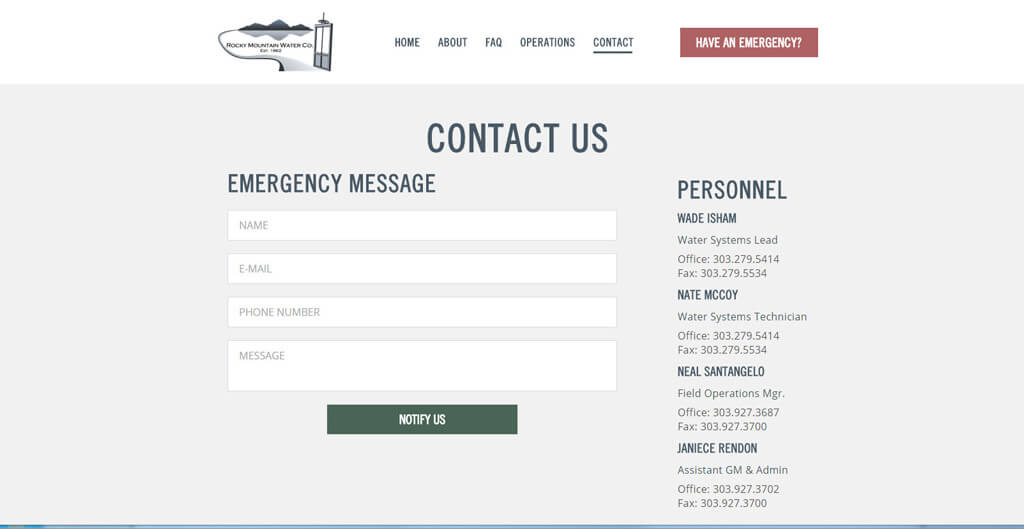 ROCKY MOUNTAIN WATER CO.
EST. 1962
HOME ABOUT FAQ OPERATIONS CONTACT
HAVE AN EMERGENCY?
CONTACT US
EMERGENCY MESSAGE
NAME
E-MAIL
PHONE NUMBER
MESSAGE
NOTIFY US
PERSONNEL
WADE ISHAM
Water Systems Lead
Office: 303.279.5414
Fax: 303.279.5534
NATE MCCOY
Water Systems Technician
Office: 303.279.5414
Fax: 303.279.5534
NEAL SANTANGELO
Field Operations Mgr.
Office: 303.927.3687
Fax: 303.927.3700
JANIECE RENDON
Assistant GM & Admin
Office: 303.927.3702
Fax: 303.927.3700